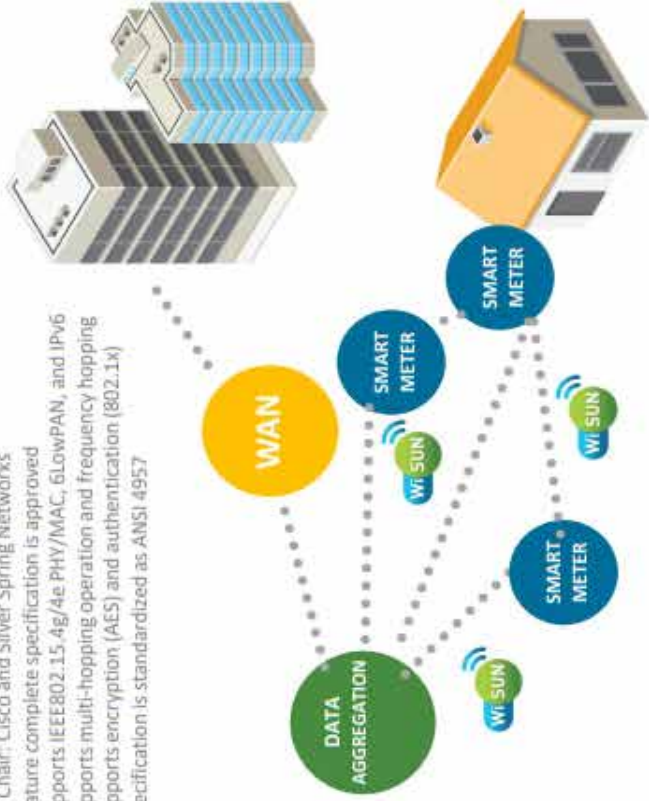 Chair: Cisco and Silver Spring Networks
ature complete specification is approved
pports IEEE802.15.4g/4e PHY/MAC, 6LowPAN, and IPv6
pports multi-hopping operation and frequency hopping
pports encryption (AES) and authentication (802.1x)
ecification is standardized as ANSI 4957
WAN
DATA
AGGREGATION
SMART
METER
Wi SUN
SMART
METER
Wi SUN
SMART
METER
Wi SUN